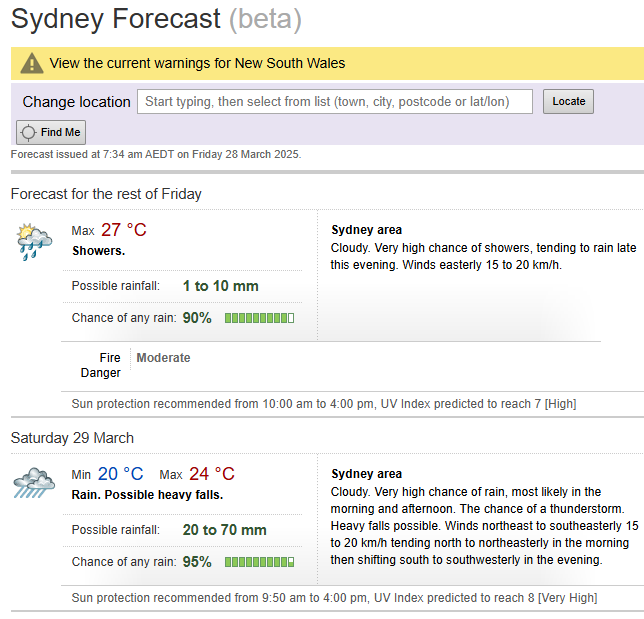 Sydney Forecast (beta)
View the current warnings for New South Wales
Change location Start typing, then select from list (town, city, postcode or lat/lon) Locate
Find Me
Forecast issued at 7:34 am AEDT on Friday 28 March 2025.
Forecast for the rest of Friday
Max 27 °C
Showers.
Possible rainfall: 1 to 10 mm
Chance of any rain: 90%
Sydney area
Cloudy. Very high chance of showers, tending to rain late
this evening. Winds easterly 15 to 20 km/h.
Fire
Danger
Moderate
Sun protection recommended from 10:00 am to 4:00 pm, UV Index predicted to reach 7 [High]
Saturday 29 March
Min 20 °C Max 24 °C
Rain. Possible heavy falls.
Possible rainfall: 20 to 70 mm
Chance of any rain: 95%
Sydney area
Cloudy. Very high chance of rain, most likely in the
morning and afternoon. The chance of a thunderstorm.
Heavy falls possible. Winds northeast to southeasterly 15
to 20 km/h tending north to northeasterly in the morning
then shifting south to southwesterly in the evening.
Sun protection recommended from 9:50 am to 4:00 pm, UV Index predicted to reach 8 [Very High]